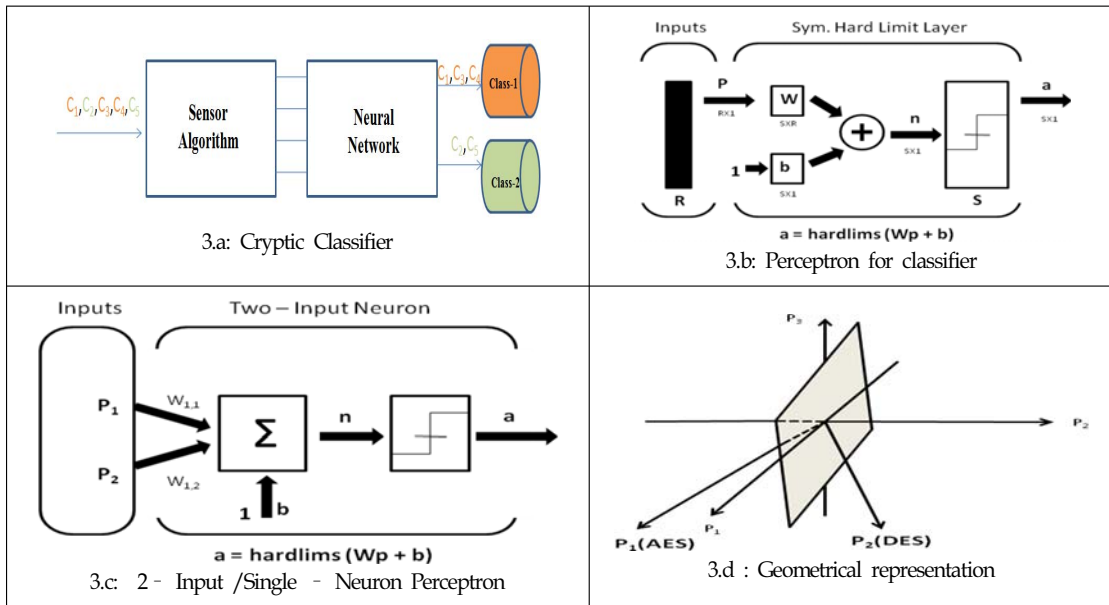 C1,C2,C3,C4,C5
Sensor
Algorithm
Neural
Network
C1,C3,C4
Class-1
C2,C5
Class-2
3.a: Cryptic Classifier
Inputs
Sym. Hard Limit Layer
P
RX1
W
SXR
1
b
SX1
+
n
SX1
a
SX1
R
S
a = hardlims (Wp + b)
3.b: Perceptron for classifier
Inputs
Two – Input Neuron
P1
W1,1
P2
W1,2
Σ
1
b
n
a
a = hardlims (Wp + b)
3.c: 2 - Input /Single - Neuron Perceptron
P3
P2
P1
P1(AES)
P2(DES)
3.d : Geometrical representation